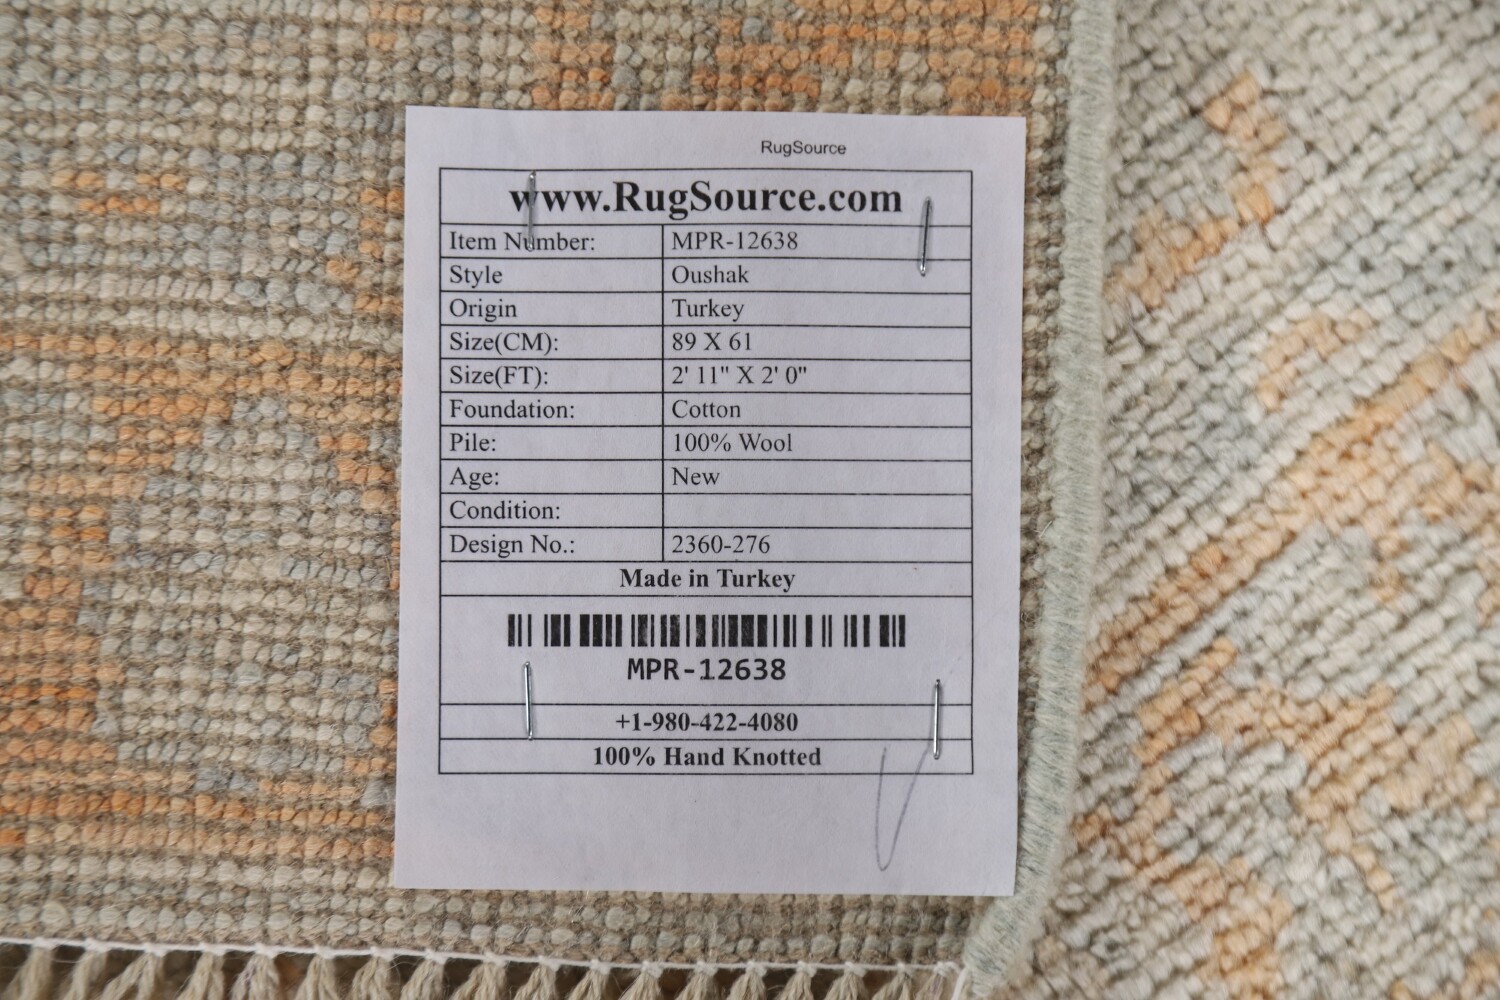 RugSource
www.RugSource.com
Item Number: MPR-12638
Style Oushak
Origin Turkey
Size(CM): 89 X 61
Size(FT): 2' 11" X 2' 0"
Foundation: Cotton
Pile: 100% Wool
Age: New
Condition:
Design No.: 2360-276
Made in Turkey
MPR-12638
+1-980-422-4080
100% Hand Knotted